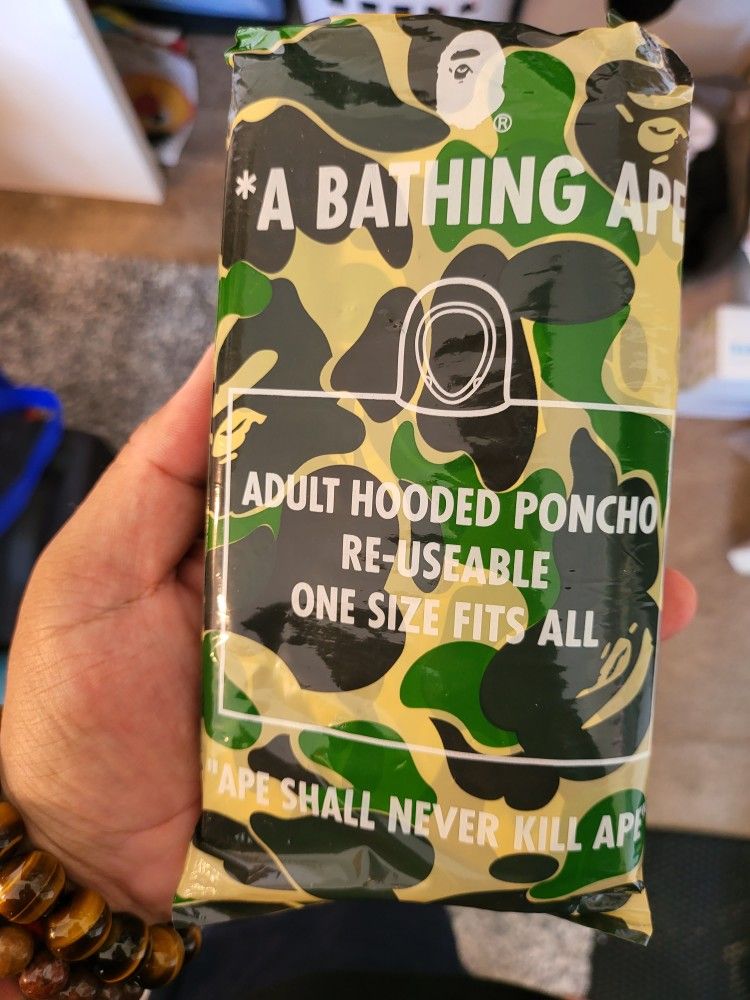 ®
*A BATHING APE
ADULT HOODED PONCHO
RE-USEABLE
ONE SIZE FITS ALL
"APE SHALL NEVER KILL APE"